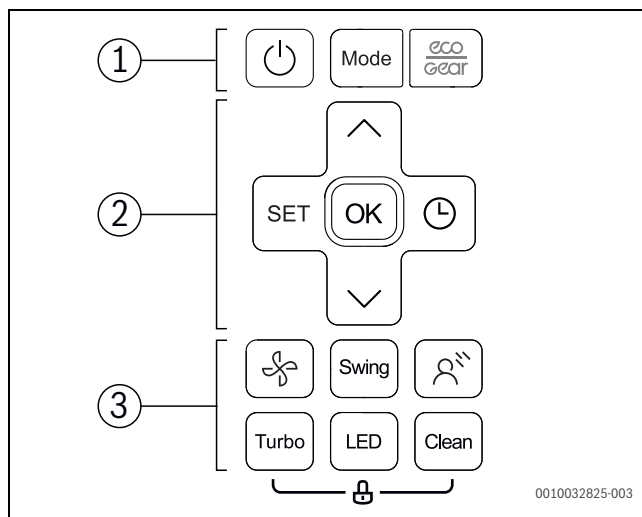 1
Mode
eco
Gear
2
SET
OK
3
Swing
Turbo
LED
Clean
0010032825-003